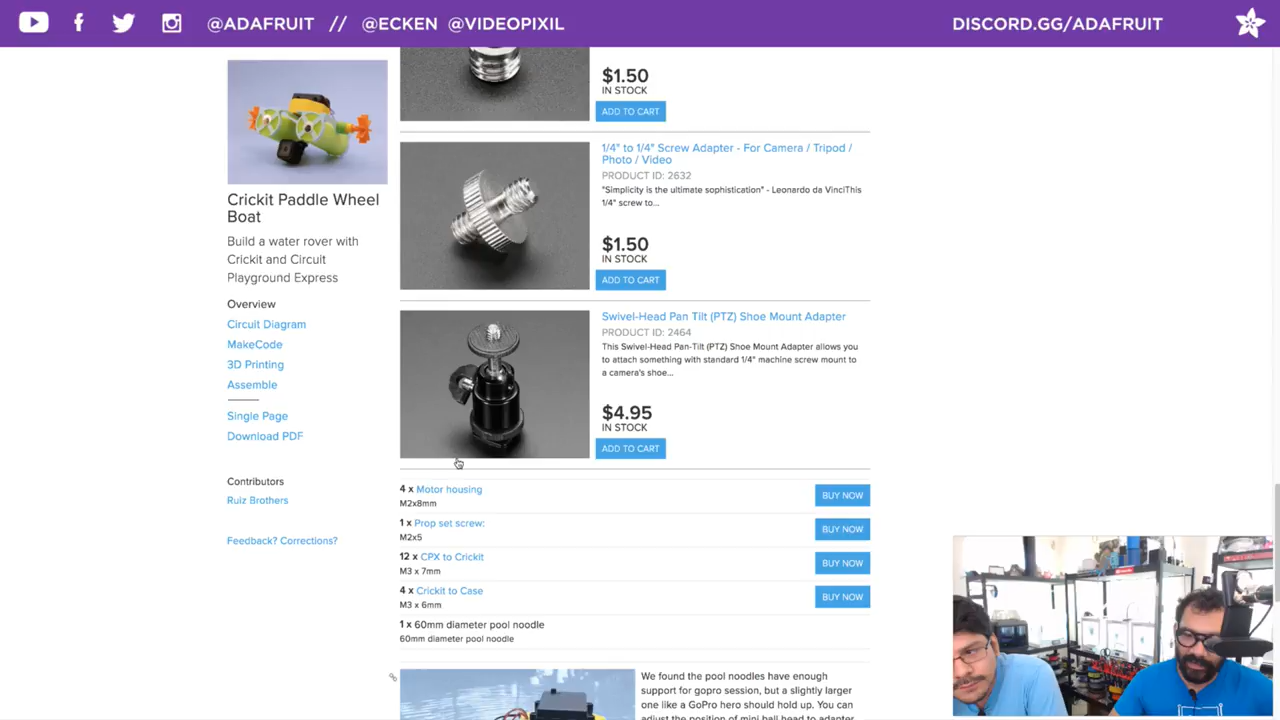 @ADAFRUIT // @ECKEN @VIDEOPIXIL
DISCORD.GG/ADAFRUIT
Crickit Paddle Wheel
Boat
Build a water rover with
Crickit and Circuit
Playground Express
Overview
Circuit Diagram
MakeCode
3D Printing
Assemble
Single Page
Download PDF
Contributors
Ruiz Brothers
Feedback? Corrections?
$1.50
IN STOCK
ADD TO CART
1/4" to 1/4" Screw Adapter - For Camera / Tripod /
Photo / Video
PRODUCT ID: 2632
"Simplicity is the ultimate sophistication" - Leonardo da VinciThis
1/4" screw to...
$1.50
IN STOCK
ADD TO CART
Swivel-Head Pan Tilt (PTZ) Shoe Mount Adapter
PRODUCT ID: 2464
This Swivel-Head Pan-Tilt (PTZ) Shoe Mount Adapter allows you
to attach something with standard 1/4" machine screw mount to
a camera's shoe...
$4.95
IN STOCK
ADD TO CART
4 x Motor housing
M2x8mm
BUY NOW
1 x Prop set screw:
M2x5
BUY NOW
12 x CPX to Crickit
M3 x 7mm
BUY NOW
4 x Crickit to Case
M3 x 6mm
BUY NOW
1 x 60mm diameter pool noodle
60mm diameter pool noodle
We found the pool noodles have enough
support for gopro session, but a slightly larger
one like a GoPro hero should hold up. You can
adjust the position of mini ball head to adapter